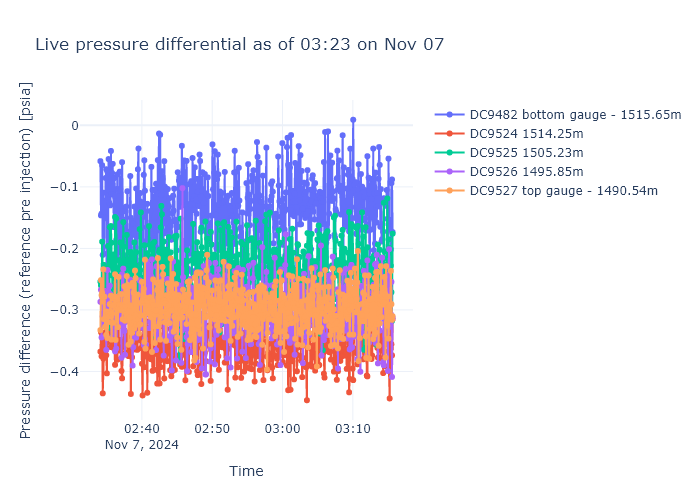 Live pressure differential as of 03:23 on Nov 07
Pressure difference (reference pre injection) [psia]
0
−0.1
−0.2
−0.3
−0.4
02:40
Nov 7, 2024
02:50
03:00
03:10
Time
DC9482 bottom gauge - 1515.65m
DC9524 1514.25m
DC9525 1505.23m
DC9526 1495.85m
DC9527 top gauge - 1490.54m